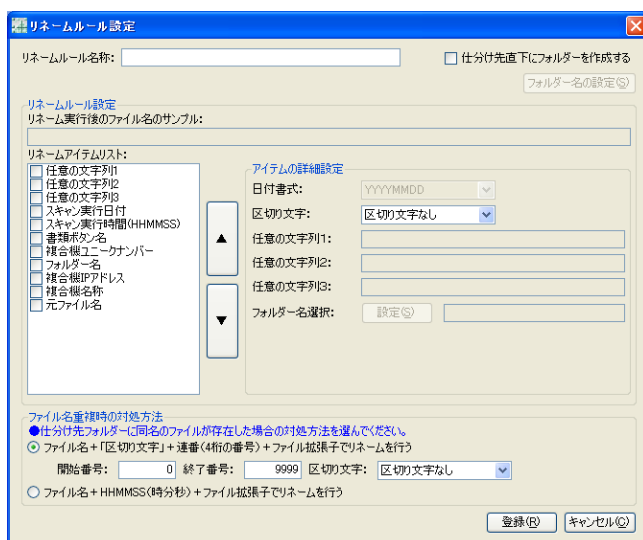 リネームルール設定
リネームルール名称:
仕分け先直下にフォルダーを作成する
フォルダー名の設定(S)
リネームルール設定
リネーム実行後のファイル名のサンプル:
リネームアイテムリスト:
任意の文字列1
任意の文字列2
任意の文字列3
スキャン実行日付
スキャン実行時間(HHMMSS)
書類ボタン名
複合機ユニークナンバー
フォルダー名
複合機IPアドレス
複合機名称
元ファイル名
▲
▼
アイテムの詳細設定
日付書式: YYYYMMDD
区切り文字: 区切り文字なし
任意の文字列1:
任意の文字列2:
任意の文字列3:
フォルダー名選択: 設定(S)
ファイル名重複時の対処方法
●仕分け先フォルダーに同名のファイルが存在した場合の対処方法を選んでください。
ファイル名+「区切り文字」+連番(4桁の番号)+ファイル拡張子でリネームを行う
開始番号: 0 終了番号: 9999 区切り文字: 区切り文字なし
ファイル名+HHMMSS(時分秒)+ファイル拡張子でリネームを行う
登録(R) キャンセル(C)